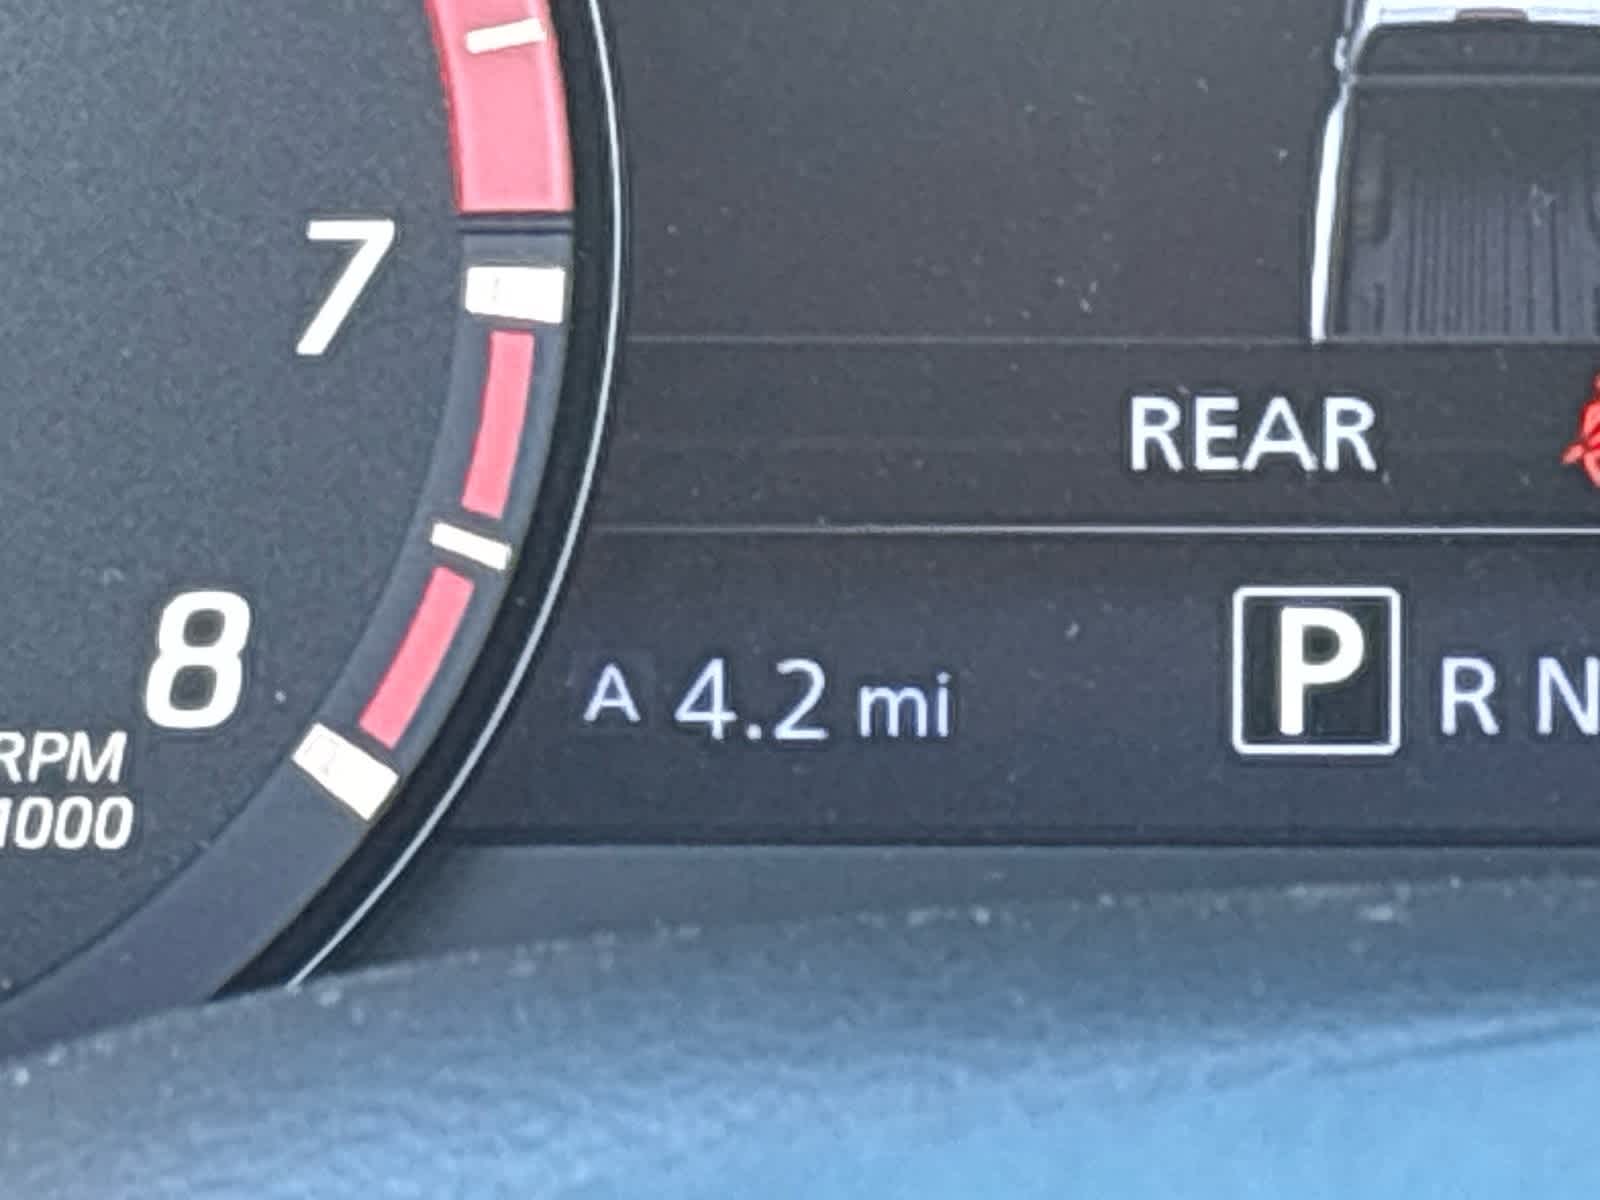 7
REAR
8
RPM
1000
A 4.2 mi
P R N